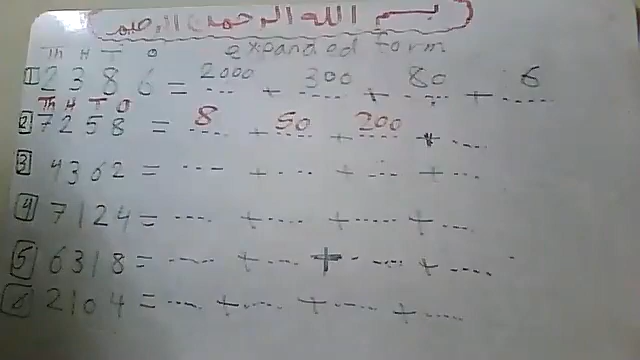 بسم الله الرحمن الرحيم
expanded form
Th H T O
1 2386 = 2000 + 300 + 80 + 6
Th H T O
2 7258 = 8 + 50 + 200 + ----
3 4362 = --- + ---- + --- + ---
4 7124 = ---- + ---- + ----- + ---
5 6318 = ----- + ---- + ----- + ----
6 2104 = ---- + ----- + ----- + -----